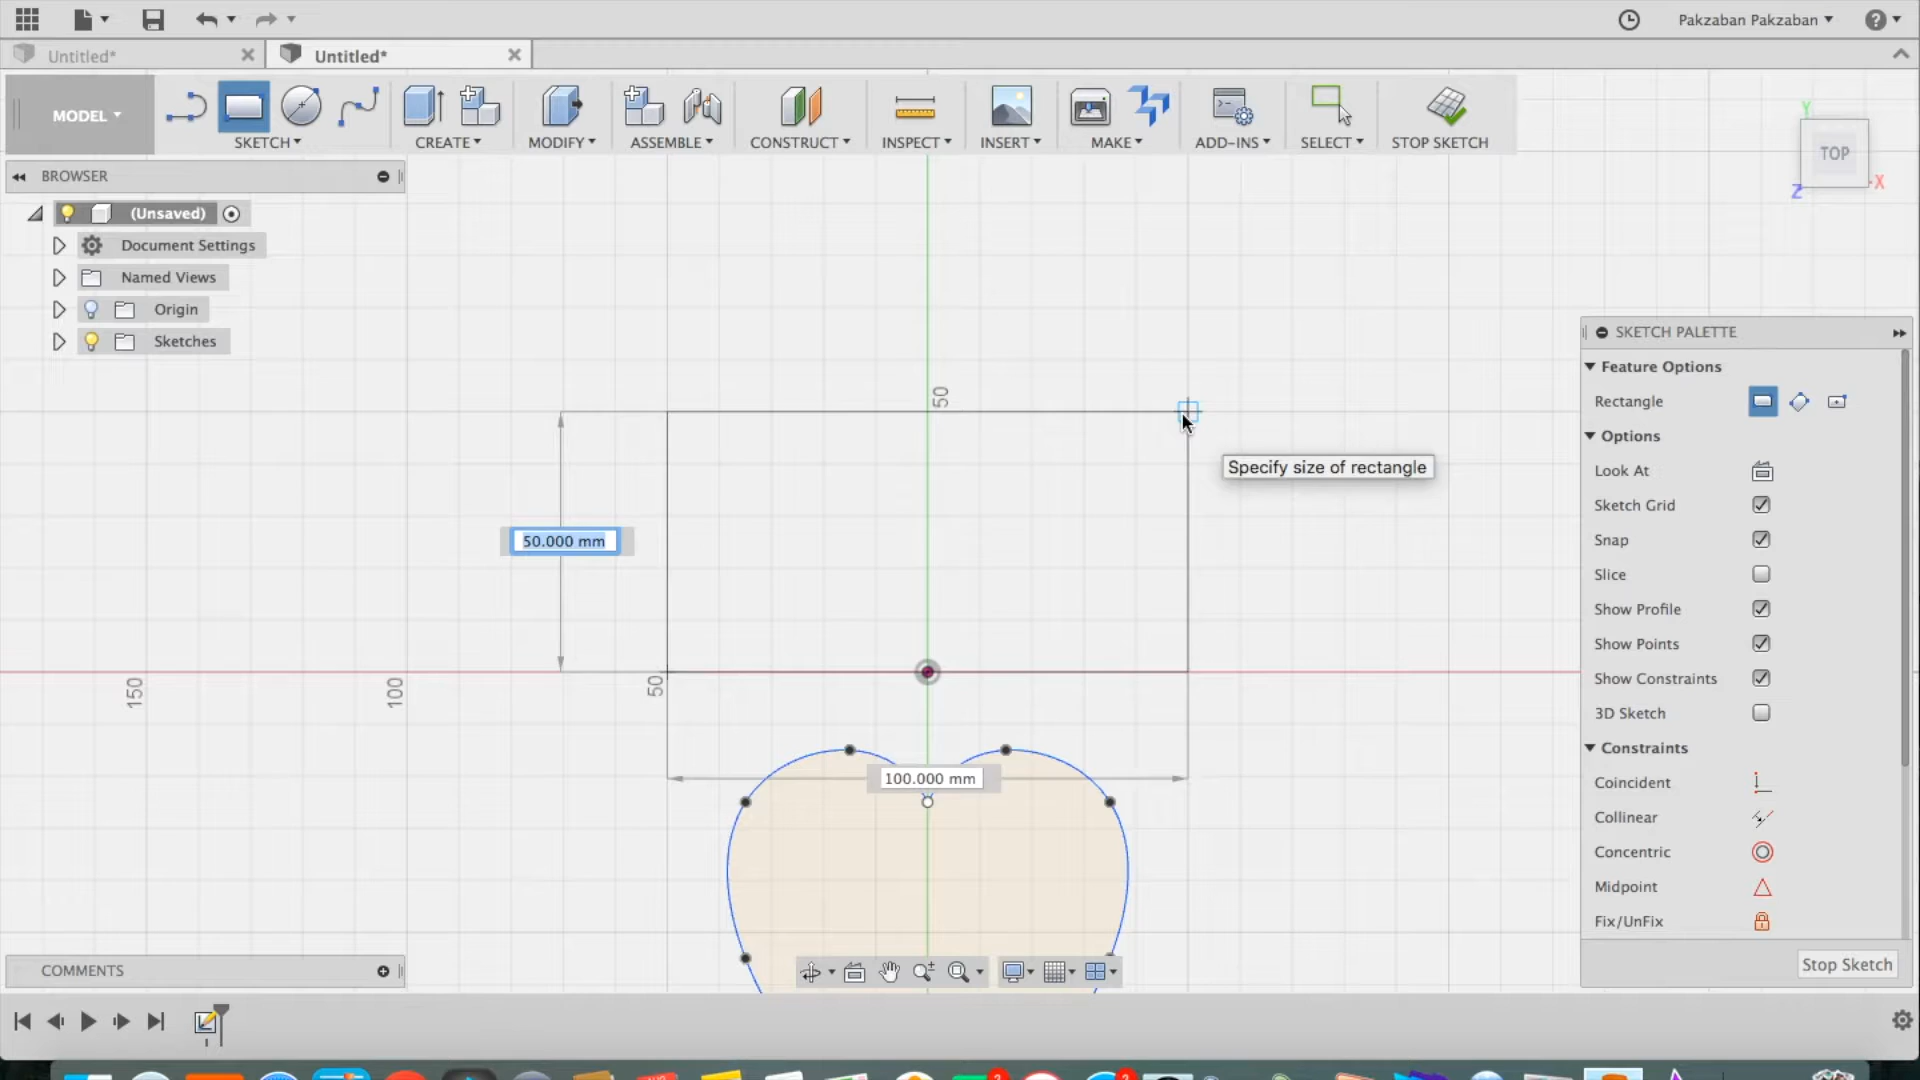 Pakzaban Pakzaban
Untitled*
Untitled*
MODEL
SKETCH
CREATE
MODIFY
ASSEMBLE
CONSTRUCT
INSPECT
INSERT
MAKE
ADD-INS
SELECT
STOP SKETCH
BROWSER
(Unsaved)
Document Settings
Named Views
Origin
Sketches
Y
TOP
X
Z
50
Specify size of rectangle
50.000 mm
150
100
50
100.000 mm
SKETCH PALETTE
Feature Options
Rectangle
Options
Look At
Sketch Grid
Snap
Slice
Show Profile
Show Points
Show Constraints
3D Sketch
Constraints
Coincident
Collinear
Concentric
Midpoint
Fix/UnFix
Stop Sketch
COMMENTS
2
2